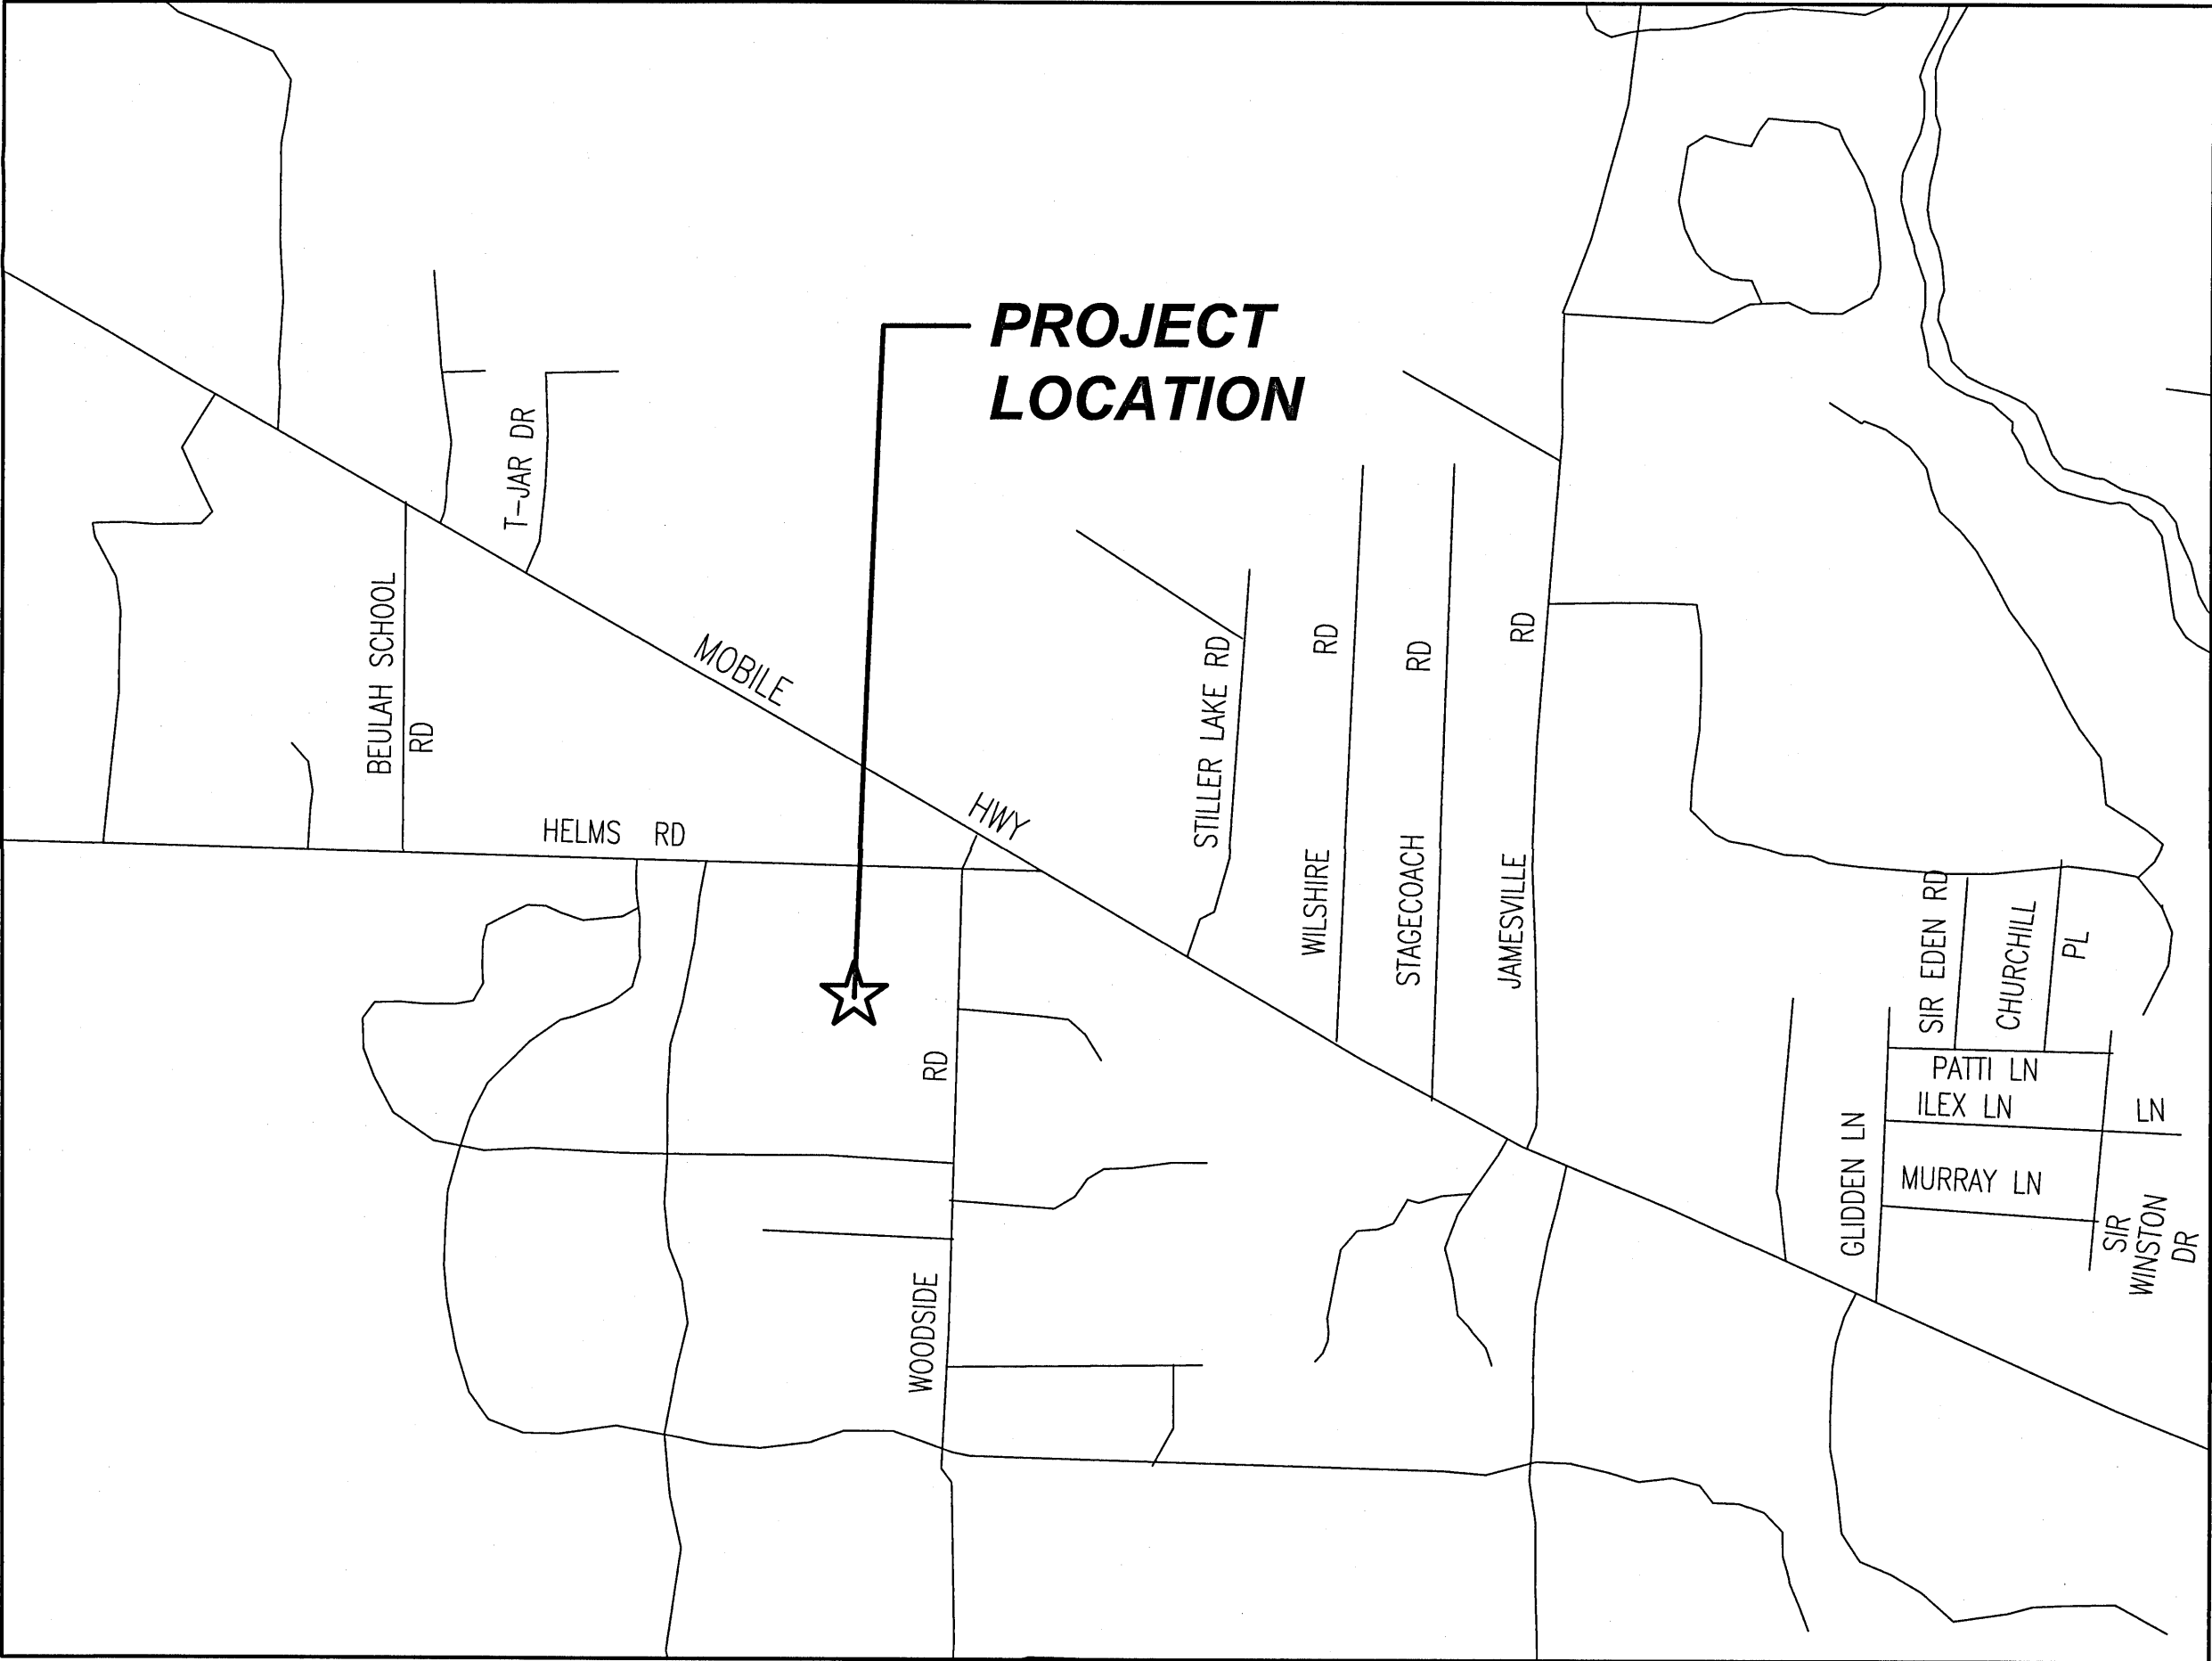 PROJECT
LOCATION
T-JAR DR
BEULAH SCHOOL
RD
MOBILE
HWY
HELMS RD
STILLER LAKE RD
WILSHIRE RD
STAGECOACH RD
JAMESVILLE RD
WOODSIDE RD
SIR EDEN RD
CHURCHILL
PL
PATTI LN
ILEX LN
LN
MURRAY LN
GLIDDEN LN
SIR
WINSTON
DR